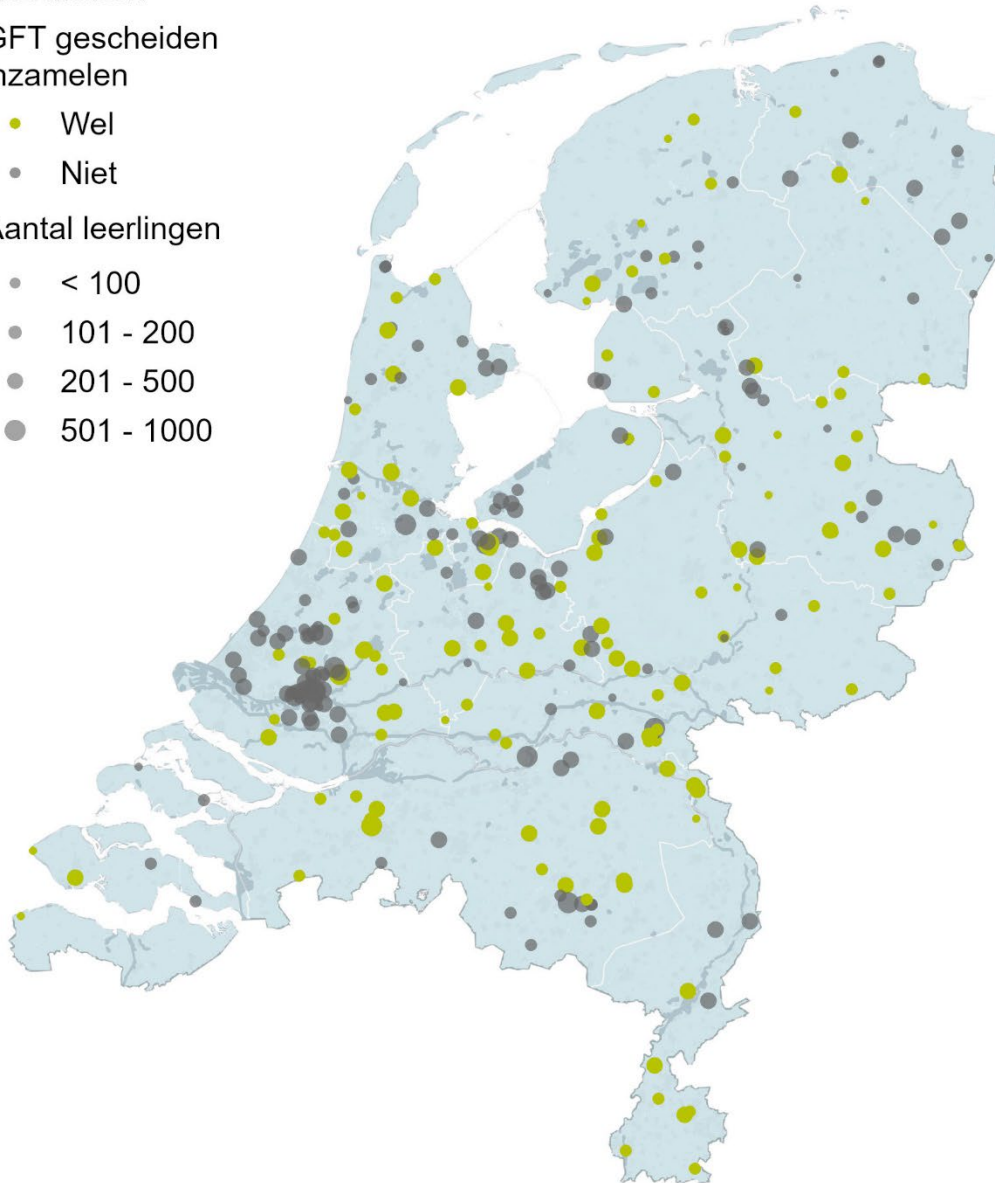 GFT gescheiden
nzamelen
Wel
Niet
Aantal leerlingen
< 100
101 - 200
201 - 500
501 - 1000